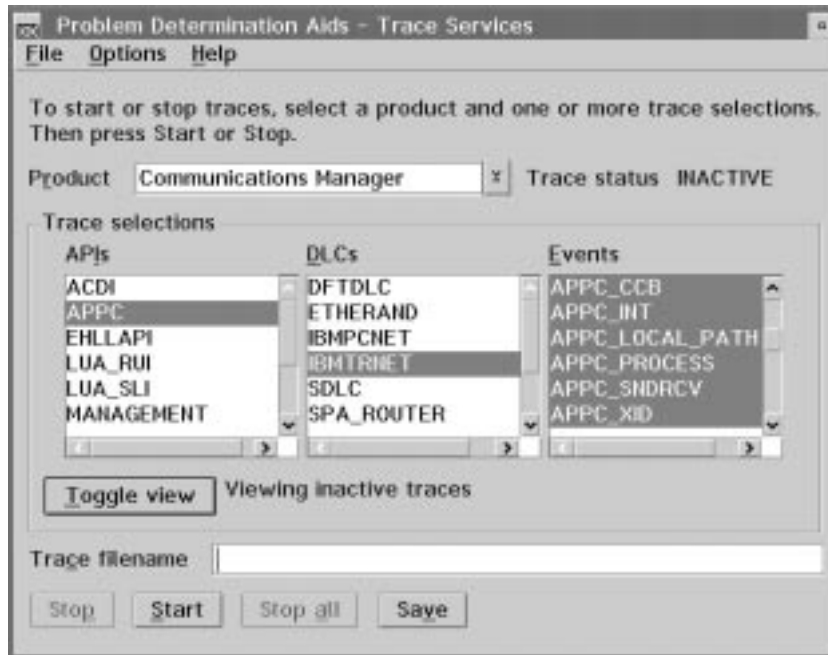 Problem Determination Aids - Trace Services
File Options Help
To start or stop traces, select a product and one or more trace selections.
Then press Start or Stop.
Product Communications Manager Trace status INACTIVE
Trace selections
APIs DLCs Events
ACDI DFTDLC APPC_CCB
APPC ETHERAND APPC_INT
EHLLAPI IBMPCNET APPC_LOCAL_PATH
LUA_RUI IBMTRNET APPC_PROCESS
LUA_SLI SDLC APPC_SNDRCV
MANAGEMENT SPA_ROUTER APPC_XID
Toggle view Viewing inactive traces
Trace filename
Stop Start Stop all Save